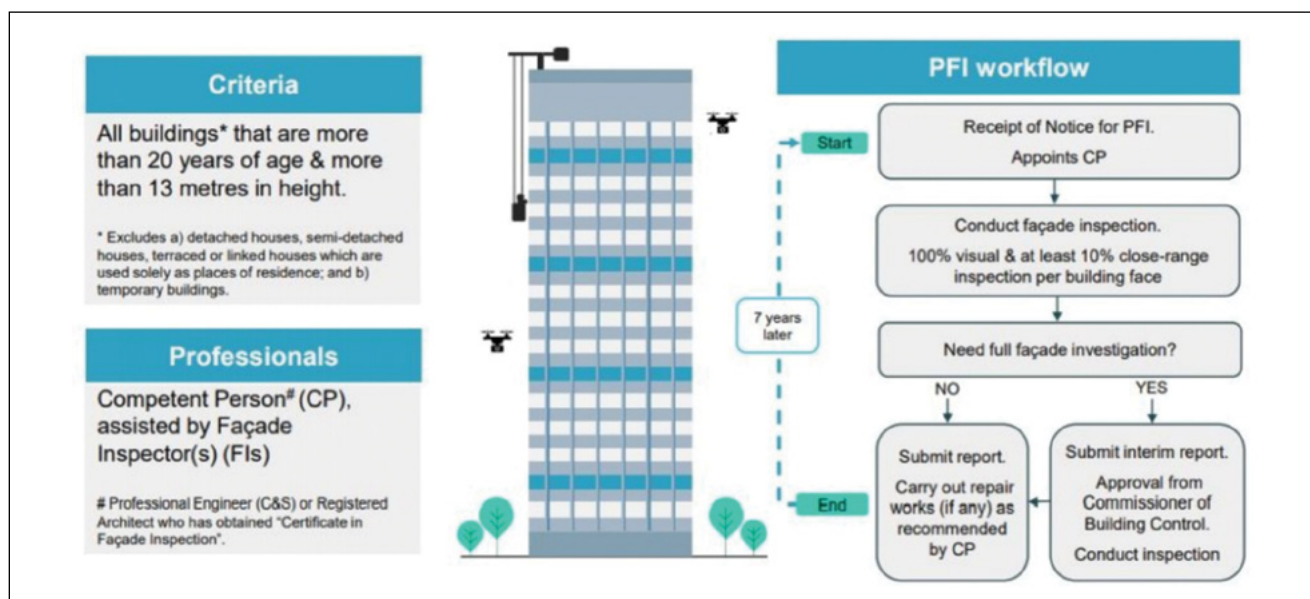 Criteria
All buildings* that are more
than 20 years of age & more
than 13 metres in height.
* Excludes a) detached houses, semi-detached
houses, terraced or linked houses which are
used solely as places of residence; and b)
temporary buildings.
Professionals
Competent Person# (CP),
assisted by Façade
Inspector(s) (FIs)
# Professional Engineer (C&S) or Registered
Architect who has obtained "Certificate in
Façade Inspection".
PFI workflow
Start
Receipt of Notice for PFI.
Appoints CP
Conduct façade inspection.
100% visual & at least 10% close-range
inspection per building face
7 years
later
Need full façade investigation?
NO
YES
End
Submit report.
Carry out repair
works (if any) as
recommended
by CP
Submit interim report.
Approval from
Commissioner of
Building Control.
Conduct inspection